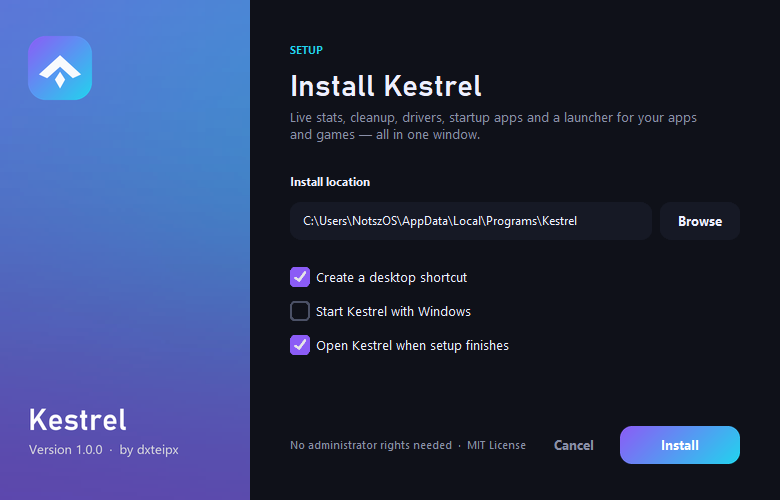 SETUP
Install Kestrel
Live stats, cleanup, drivers, startup apps and a launcher for your apps
and games — all in one window.
Install location
C:\Users\NotszOS\AppData\Local\Programs\Kestrel
Browse
Create a desktop shortcut
Start Kestrel with Windows
Open Kestrel when setup finishes
Kestrel
Version 1.0.0 · by dxteipx
No administrator rights needed · MIT License
Cancel
Install